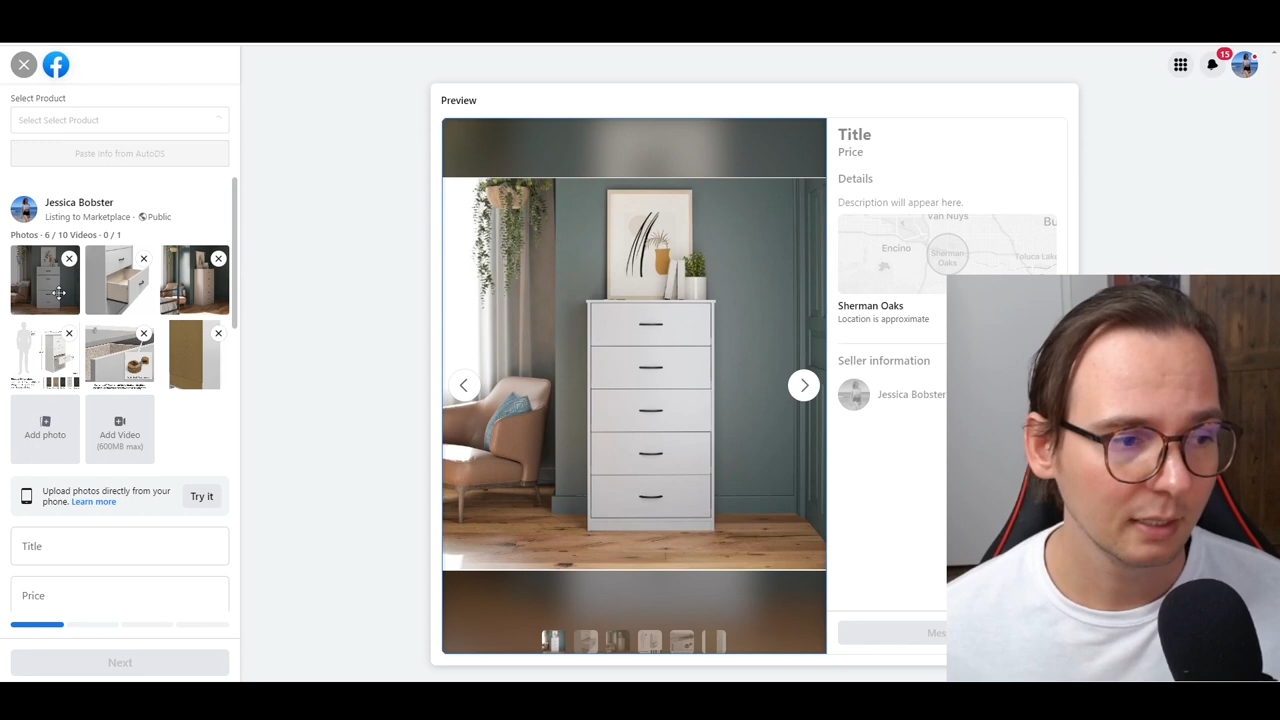 Select Product
Select Select Product
Paste Info from AutoDS
Jessica Bobster
Listing to Marketplace · Public
Photos · 6 / 10 Videos · 0 / 1
Add photo
Add Video
(600MB max)
Upload photos directly from your
phone. Learn more
Try it
Title
Price
Next
15
Preview
Title
Price
Details
Description will appear here.
Van Nuys
Bu
Encino
Sherman
Oaks
Toluca Lake
Sherman Oaks
Location is approximate
Seller information
Jessica Bobster
Mes